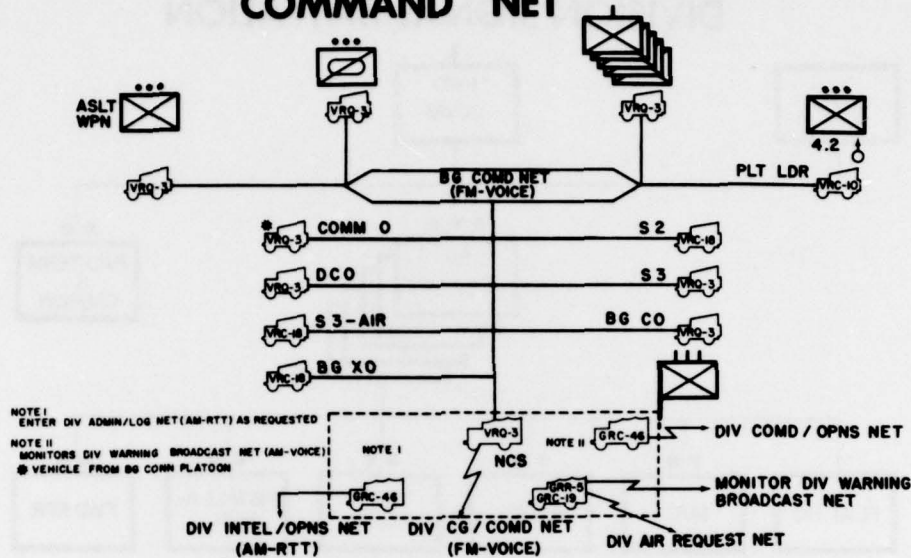 COMMAND NET
ASLT
WPN
VRQ-3
VRQ-3
4.2
VRQ-3
BG COMD NET
(FM-VOICE)
PLT LDR
VRC-10
* VRQ-3 COMM O
S2 VRC-18
VRQ-3 DCO
S3 VRQ-3
VRC-18 S3-AIR
BG CO VRQ-3
VRC-18 BG XO
NOTE I
ENTER DIV ADMIN/LOG NET (AM-RTT) AS REQUESTED
NOTE II
MONITORS DIV WARNING BROADCAST NET (AM-VOICE)
* VEHICLE FROM BG COMM PLATOON
NOTE I
VRQ-3
NCS
NOTE II
GRC-46
DIV COMD / OPNS NET
GRC-46
GRR-5
GRC-19
MONITOR DIV WARNING
BROADCAST NET
DIV INTEL/OPNS NET
(AM-RTT)
DIV CG/COMD NET
(FM-VOICE)
DIV AIR REQUEST NET